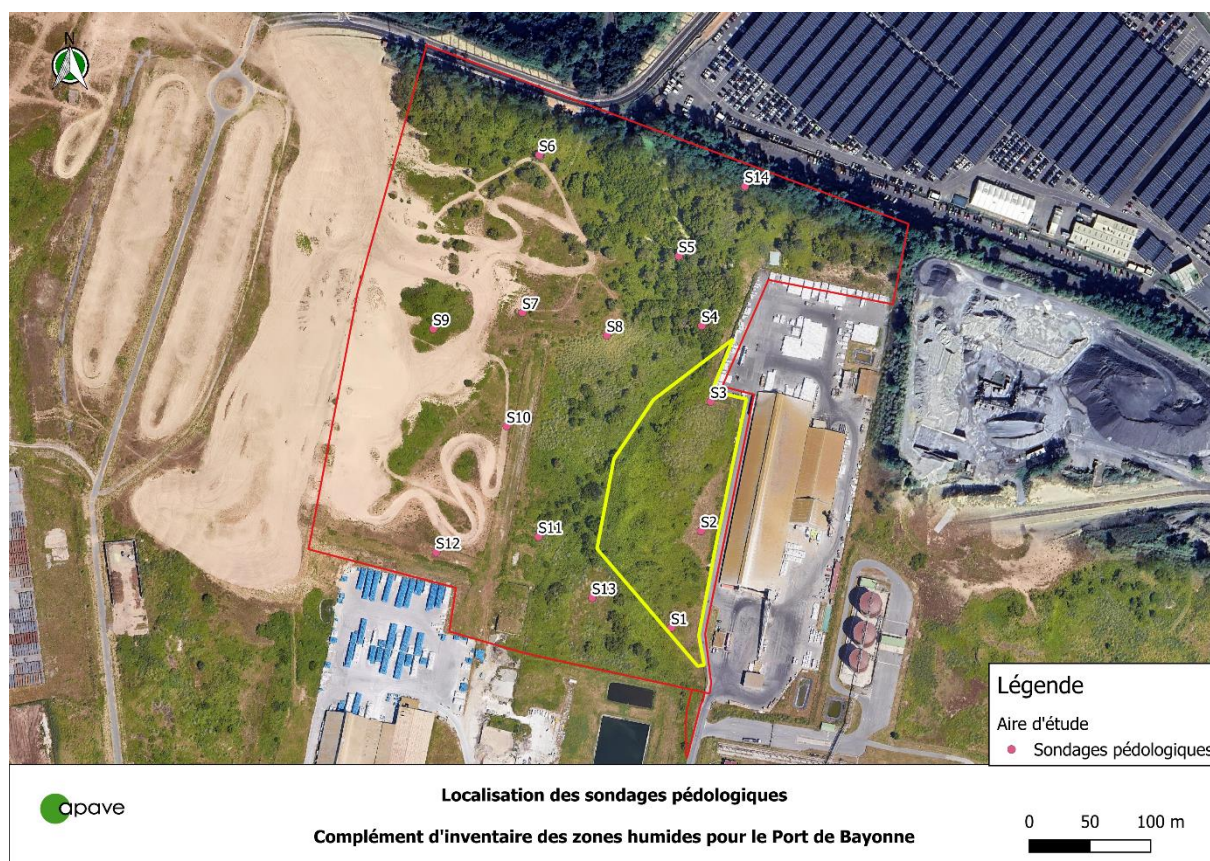 N
S6
S14
S5
S7
S4
S9
S8
S3
S10
S2
S11
S12
S13
S1
Légende
Aire d'étude
Sondages pédologiques
apave
Localisation des sondages pédologiques
Complément d'inventaire des zones humides pour le Port de Bayonne
0 50 100 m